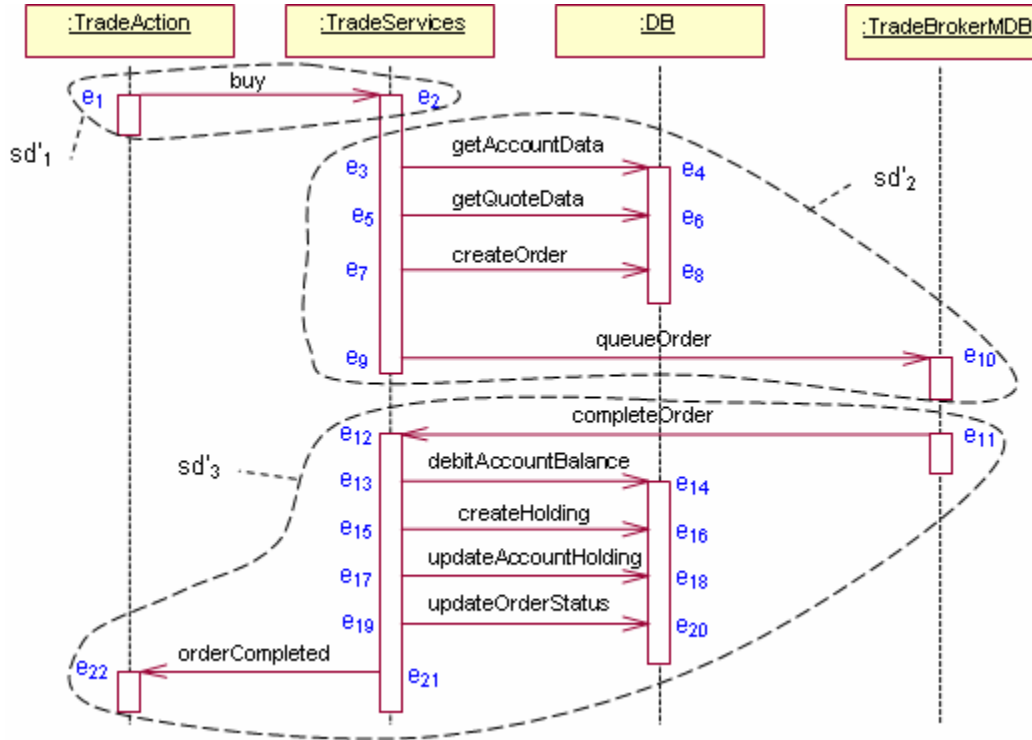 :TradeAction :TradeServices :DB :TradeBrokerMDB
buy
e1 e2
sd'1
getAccountData
e3 e4
sd'2
getQuoteData
e5 e6
createOrder
e7 e8
queueOrder
e9 e10
completeOrder
e12 e11
sd'3
debitAccountBalance
e13 e14
createHolding
e15 e16
updateAccountHolding
e17 e18
updateOrderStatus
e19 e20
orderCompleted
e22 e21